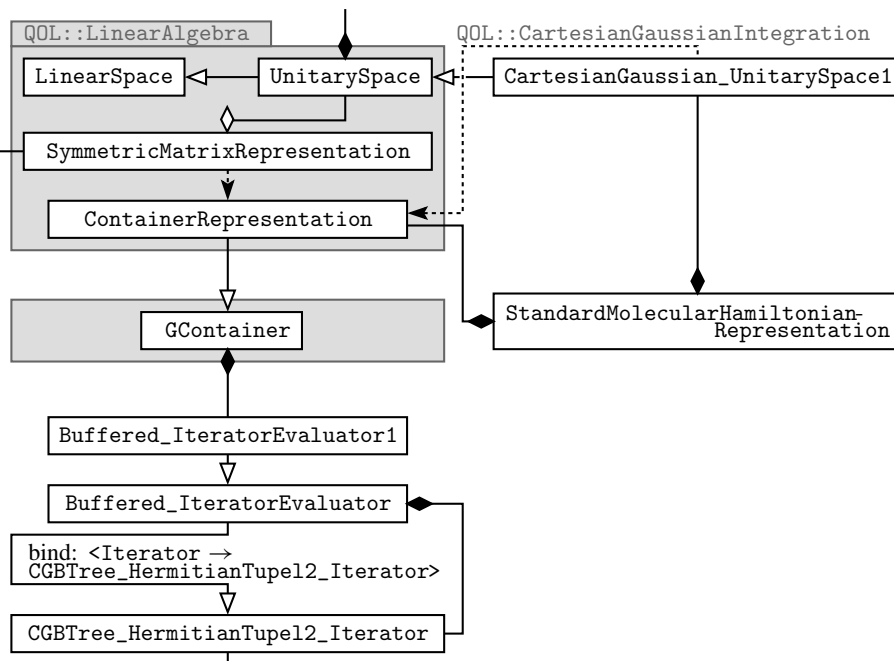 QOL::LinearAlgebra
QOL::CartesianGaussianIntegration
LinearSpace
UnitarySpace
CartesianGaussian_UnitarySpace1
SymmetricMatrixRepresentation
ContainerRepresentation
GContainer
StandardMolecularHamiltonian-
Representation
Buffered_IteratorEvaluator1
Buffered_IteratorEvaluator
bind: <Iterator →
CGBTree_HermitianTupel2_Iterator>
CGBTree_HermitianTupel2_Iterator